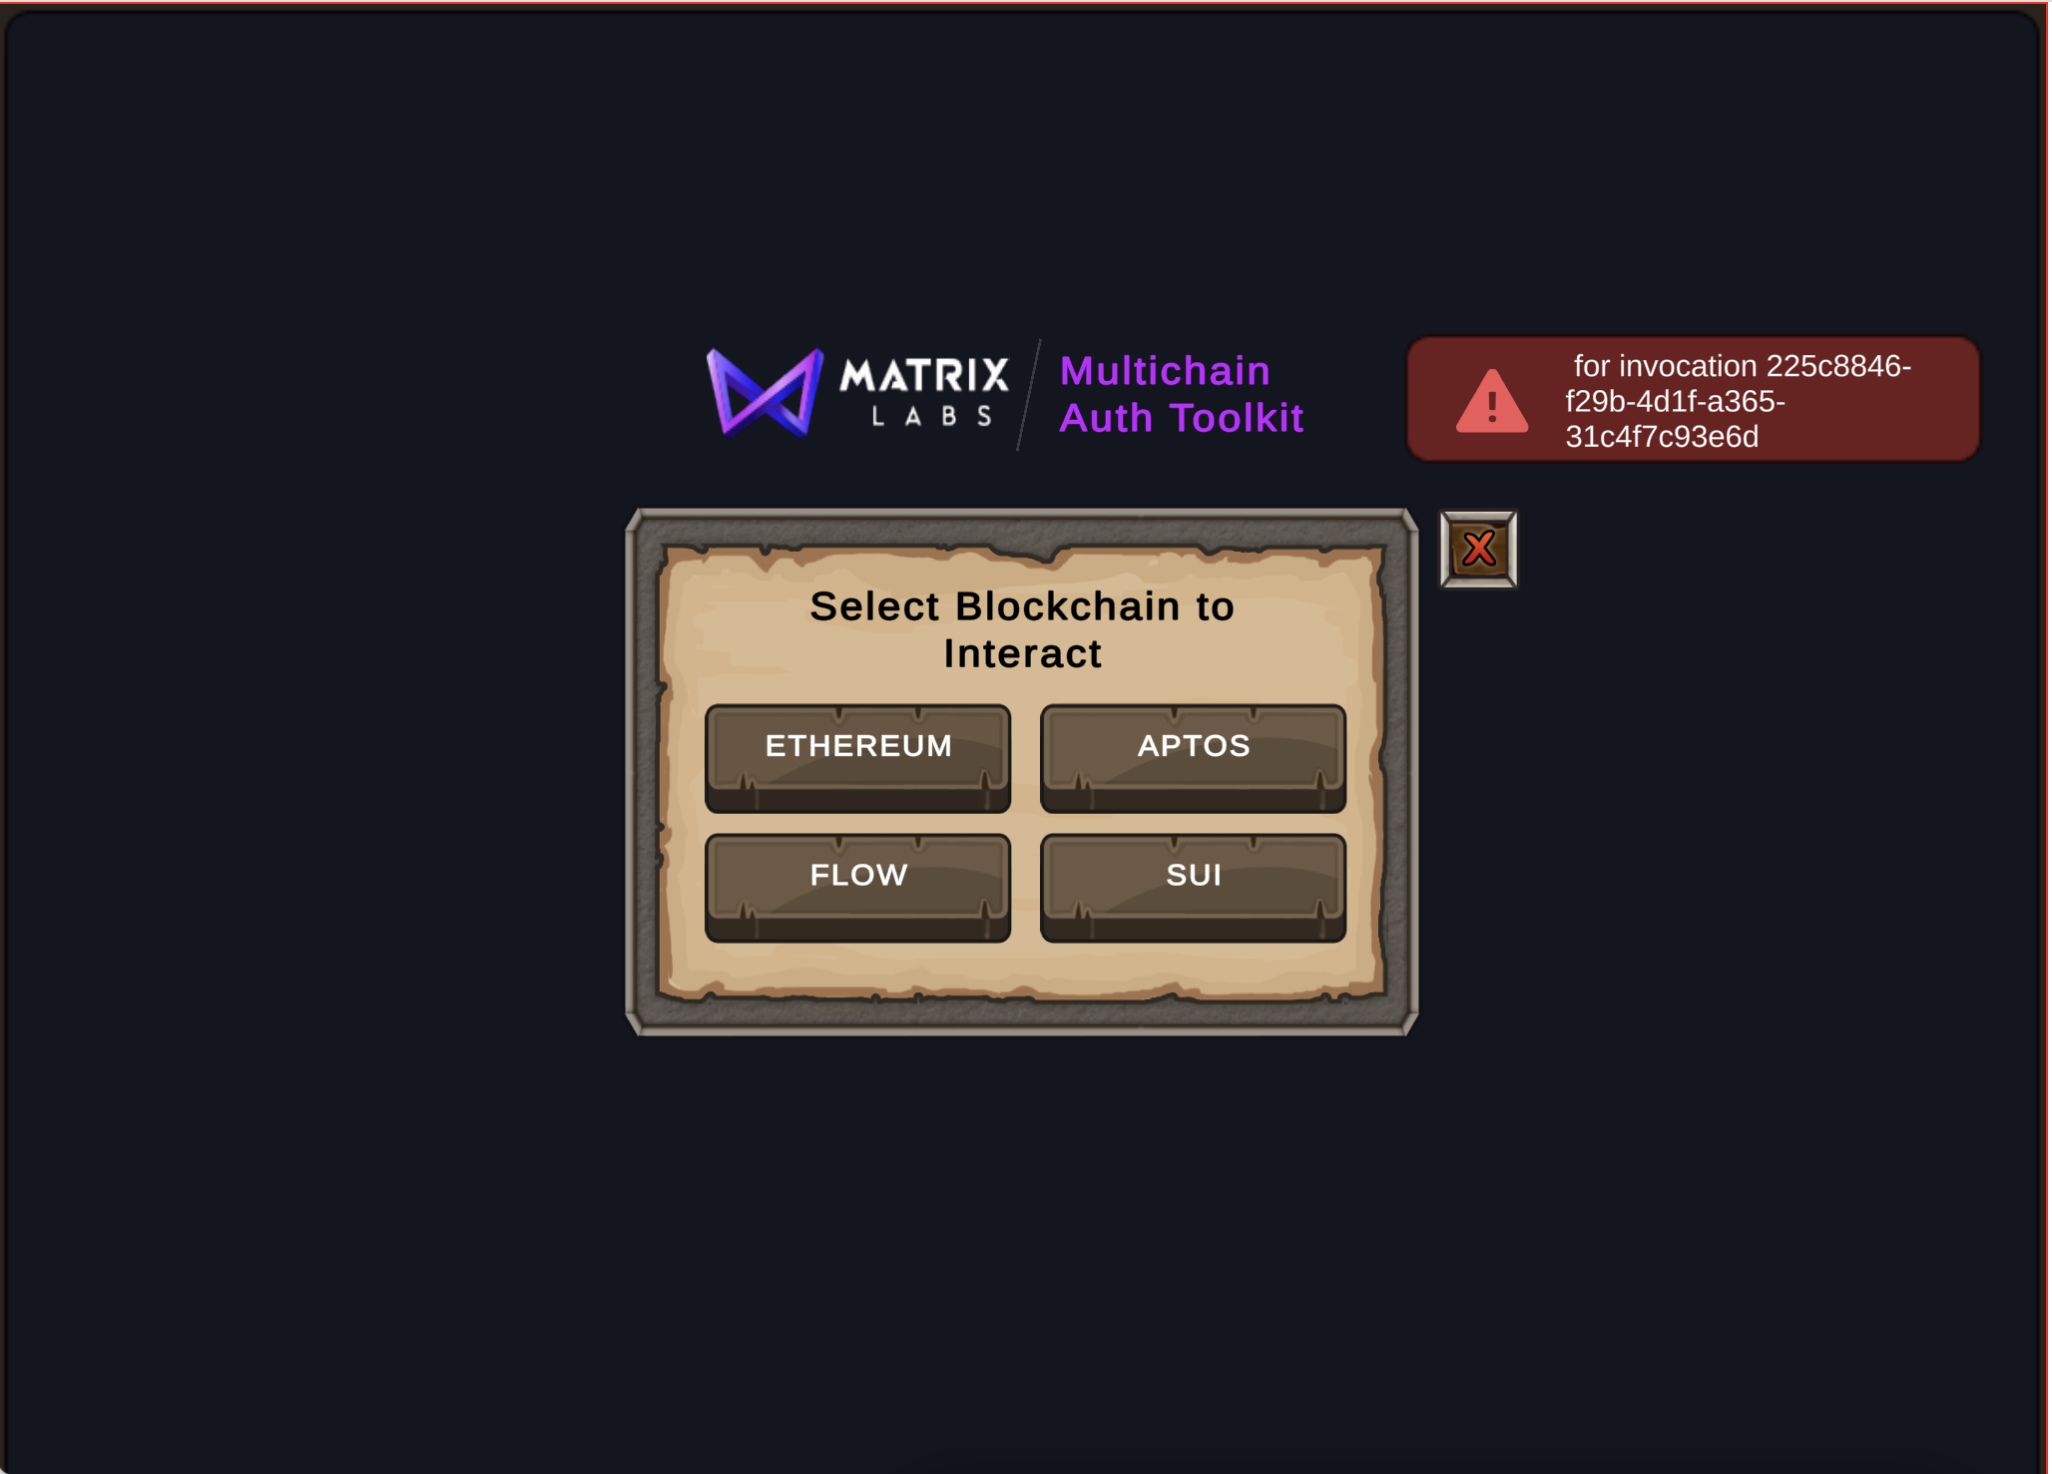 MATRIX
LABS
Multichain
Auth Toolkit
for invocation 225c8846-
f29b-4d1f-a365-
31c4f7c93e6d
Select Blockchain to
Interact
ETHEREUM
APTOS
FLOW
SUI